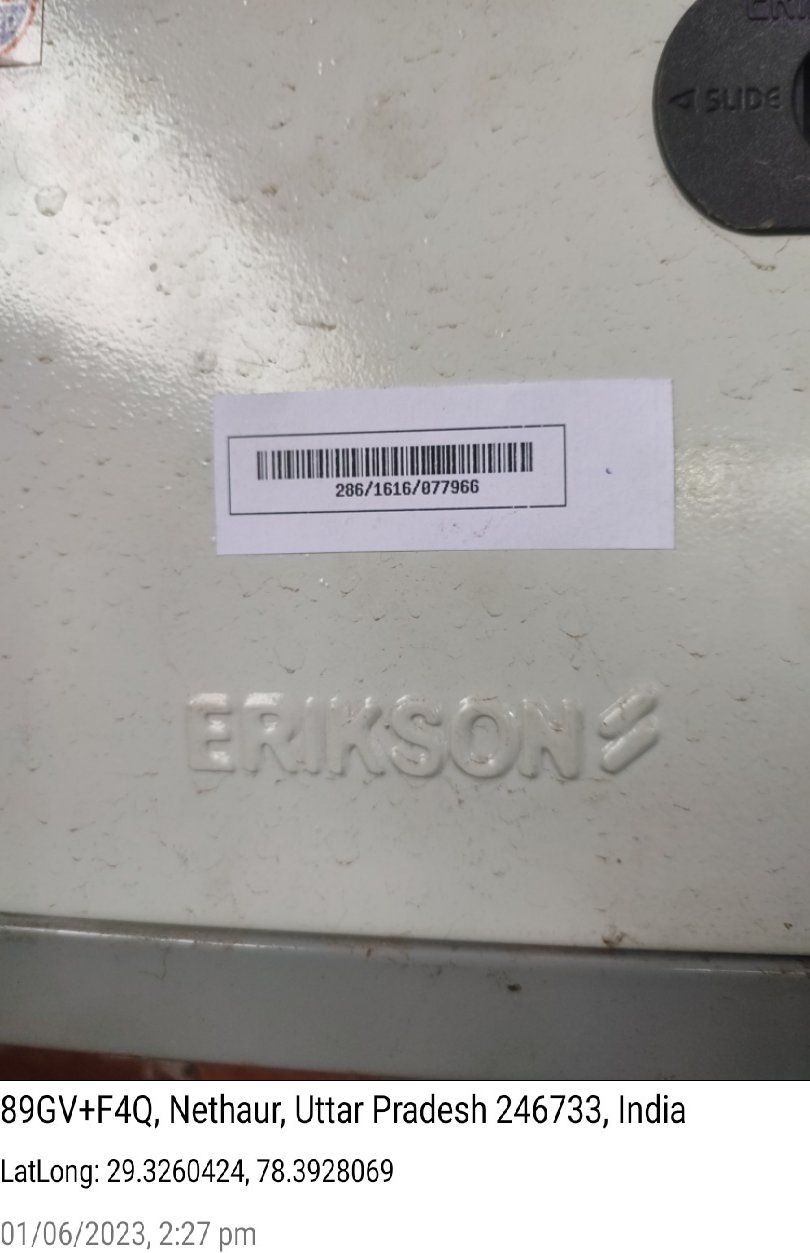 ◁ SLIDE
286/1616/077966
ERIKSON
89GV+F4Q, Nethaur, Uttar Pradesh 246733, India
LatLong: 29.3260424, 78.3928069
01/06/2023, 2:27 pm